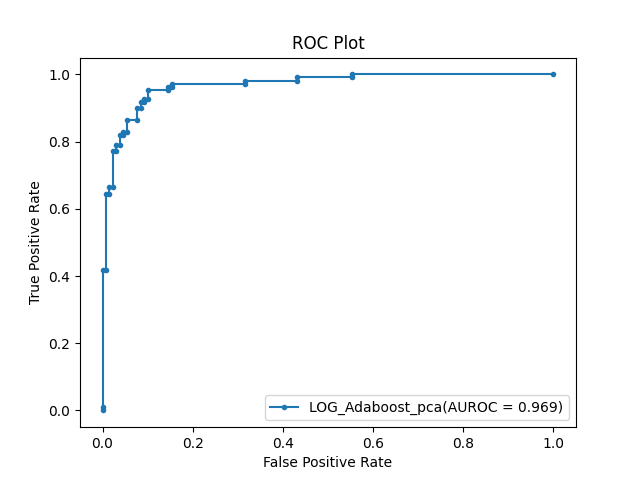 ROC Plot
True Positive Rate
1.0
0.8
0.6
0.4
0.2
0.0
LOG_Adaboost_pca(AUROC = 0.969)
0.0 0.2 0.4 0.6 0.8 1.0
False Positive Rate